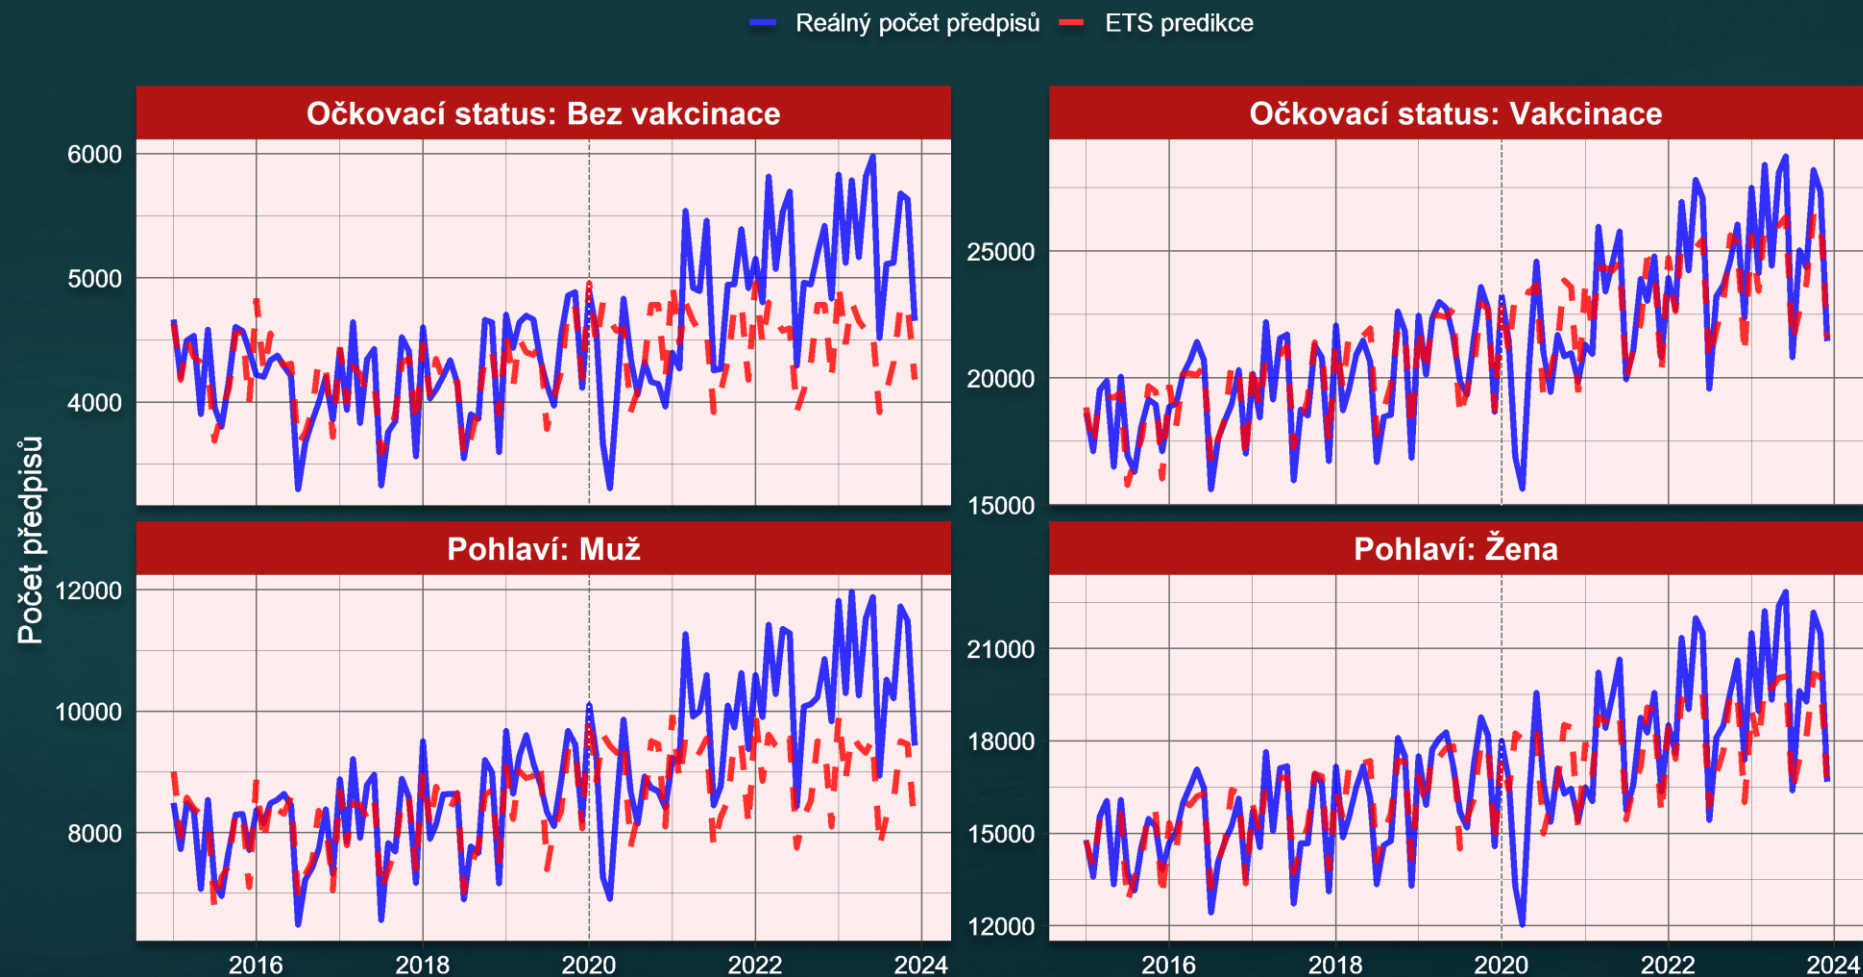 Reálný počet předpisů ETS predikce
Očkovací status: Bez vakcinace
Očkovací status: Vakcinace
6000
5000
4000
25000
20000
15000
Počet předpisů
Pohlaví: Muž
Pohlaví: Žena
12000
10000
8000
21000
18000
15000
12000
2016 2018 2020 2022 2024
2016 2018 2020 2022 2024